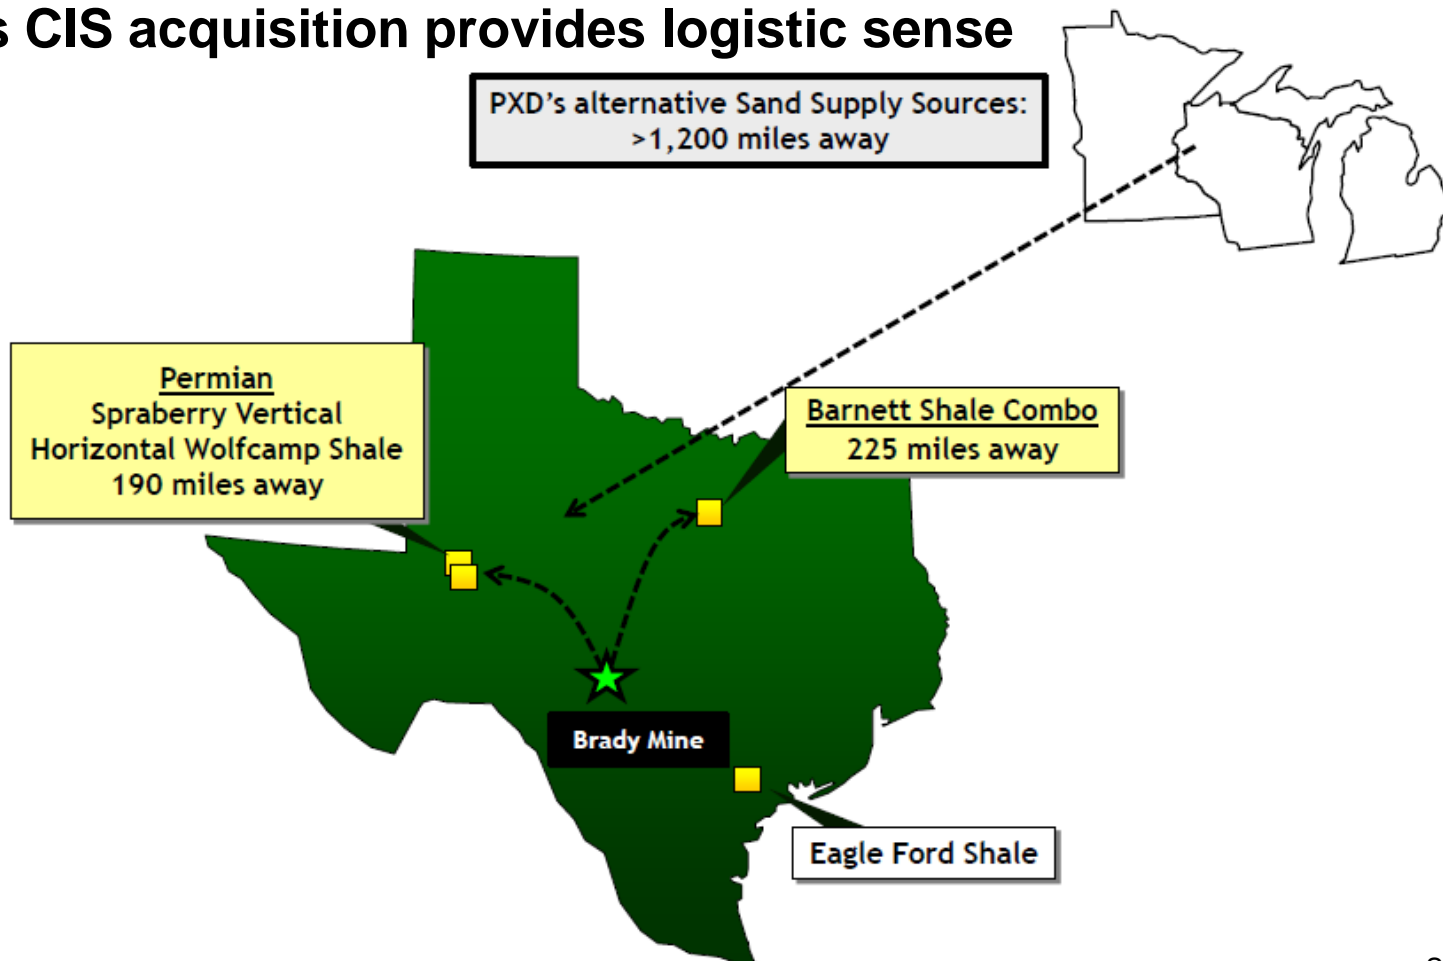 s CIS acquisition provides logistic sense
PXD's alternative Sand Supply Sources:
>1,200 miles away
Permian
Spraberry Vertical
Horizontal Wolfcamp Shale
190 miles away
Barnett Shale Combo
225 miles away
Brady Mine
Eagle Ford Shale